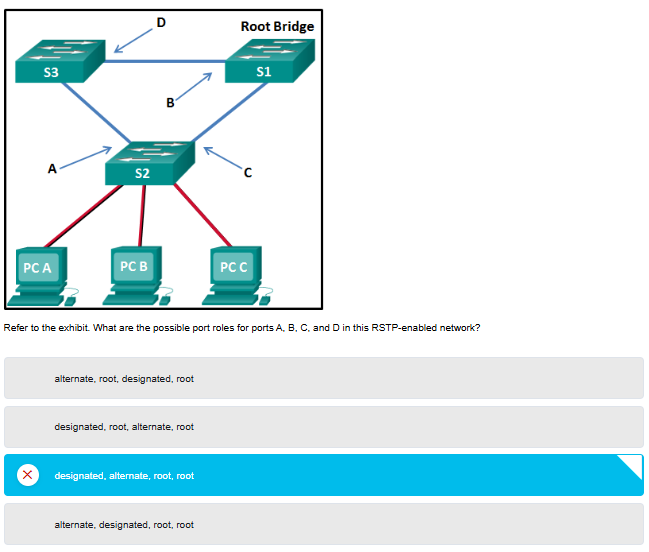 D
Root Bridge
S3
S1
B
A
S2
C
PC A
PC B
PC C
Refer to the exhibit. What are the possible port roles for ports A, B, C, and D in this RSTP-enabled network?
alternate, root, designated, root
designated, root, alternate, root
designated, alternate, root, root
alternate, designated, root, root